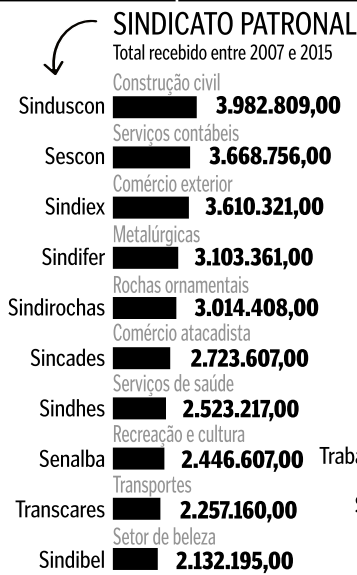 SINDICATO PATRONAL
Total recebido entre 2007 e 2015
Construção civil
Sinduscon 3.982.809,00
Serviços contábeis
Sescon 3.668.756,00
Comércio exterior
Sindiex 3.610.321,00
Metalúrgicas
Sindifer 3.103.361,00
Rochas ornamentais
Sindirochas 3.014.408,00
Comércio atacadista
Sincades 2.723.607,00
Serviços de saúde
Sindhes 2.523.217,00
Recreação e cultura
Senalba 2.446.607,00
Transportes
Transcares 2.257.160,00
Setor de beleza
Sindibel 2.132.195,00